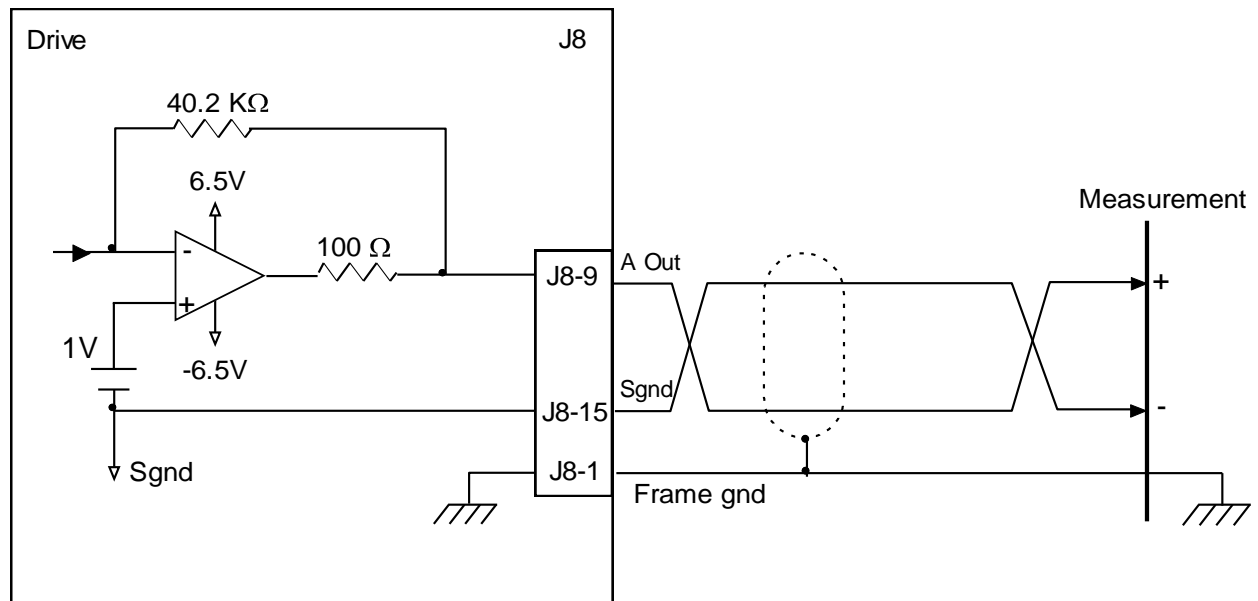 Drive
J8
40.2 KΩ
6.5V
Measurement
-
100 Ω
J8-9
A Out
+
+
1V
-6.5V
Sgnd
J8-15
-
Sgnd
J8-1
Frame gnd